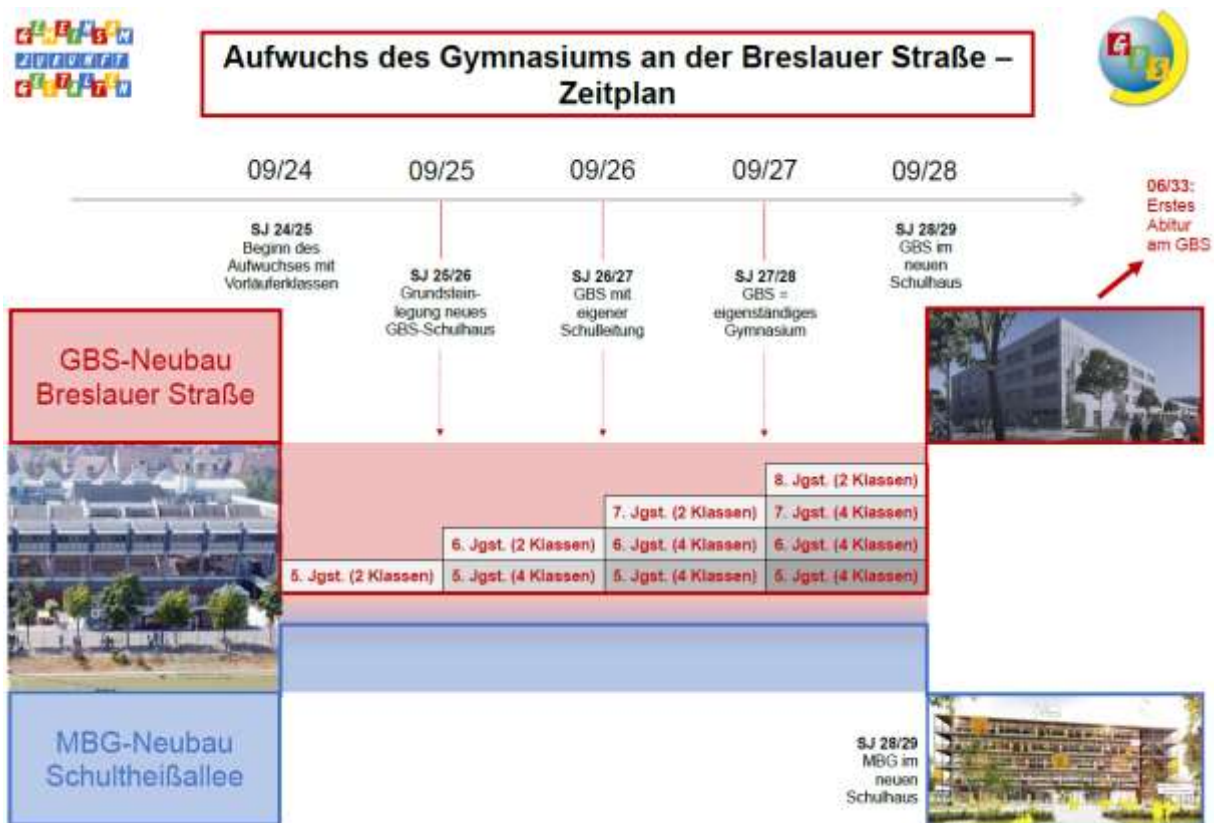 GEMEINSAM
ZUKUNFT
GESTALTEN
Aufwuchs des Gymnasiums an der Breslauer Straße –
Zeitplan
GBS
09/24
09/25
09/26
09/27
09/28
06/33:
Erstes
Abitur
am GBS
SJ 24/25
Beginn des
Aufwuchses mit
Vorläuferklassen
SJ 25/26
Grundstein-
legung neues
GBS-Schulhaus
SJ 26/27
GBS mit
eigener
Schulleitung
SJ 27/28
GBS =
eigenständiges
Gymnasium
SJ 28/29
GBS im
neuen
Schulhaus
GBS-Neubau
Breslauer Straße
8. Jgst. (2 Klassen)
7. Jgst. (2 Klassen)
7. Jgst. (4 Klassen)
6. Jgst. (2 Klassen)
6. Jgst. (4 Klassen)
6. Jgst. (4 Klassen)
5. Jgst. (2 Klassen)
5. Jgst. (4 Klassen)
5. Jgst. (4 Klassen)
5. Jgst. (4 Klassen)
MBG-Neubau
Schultheißallee
SJ 28/29
MBG im
neuen
Schulhaus